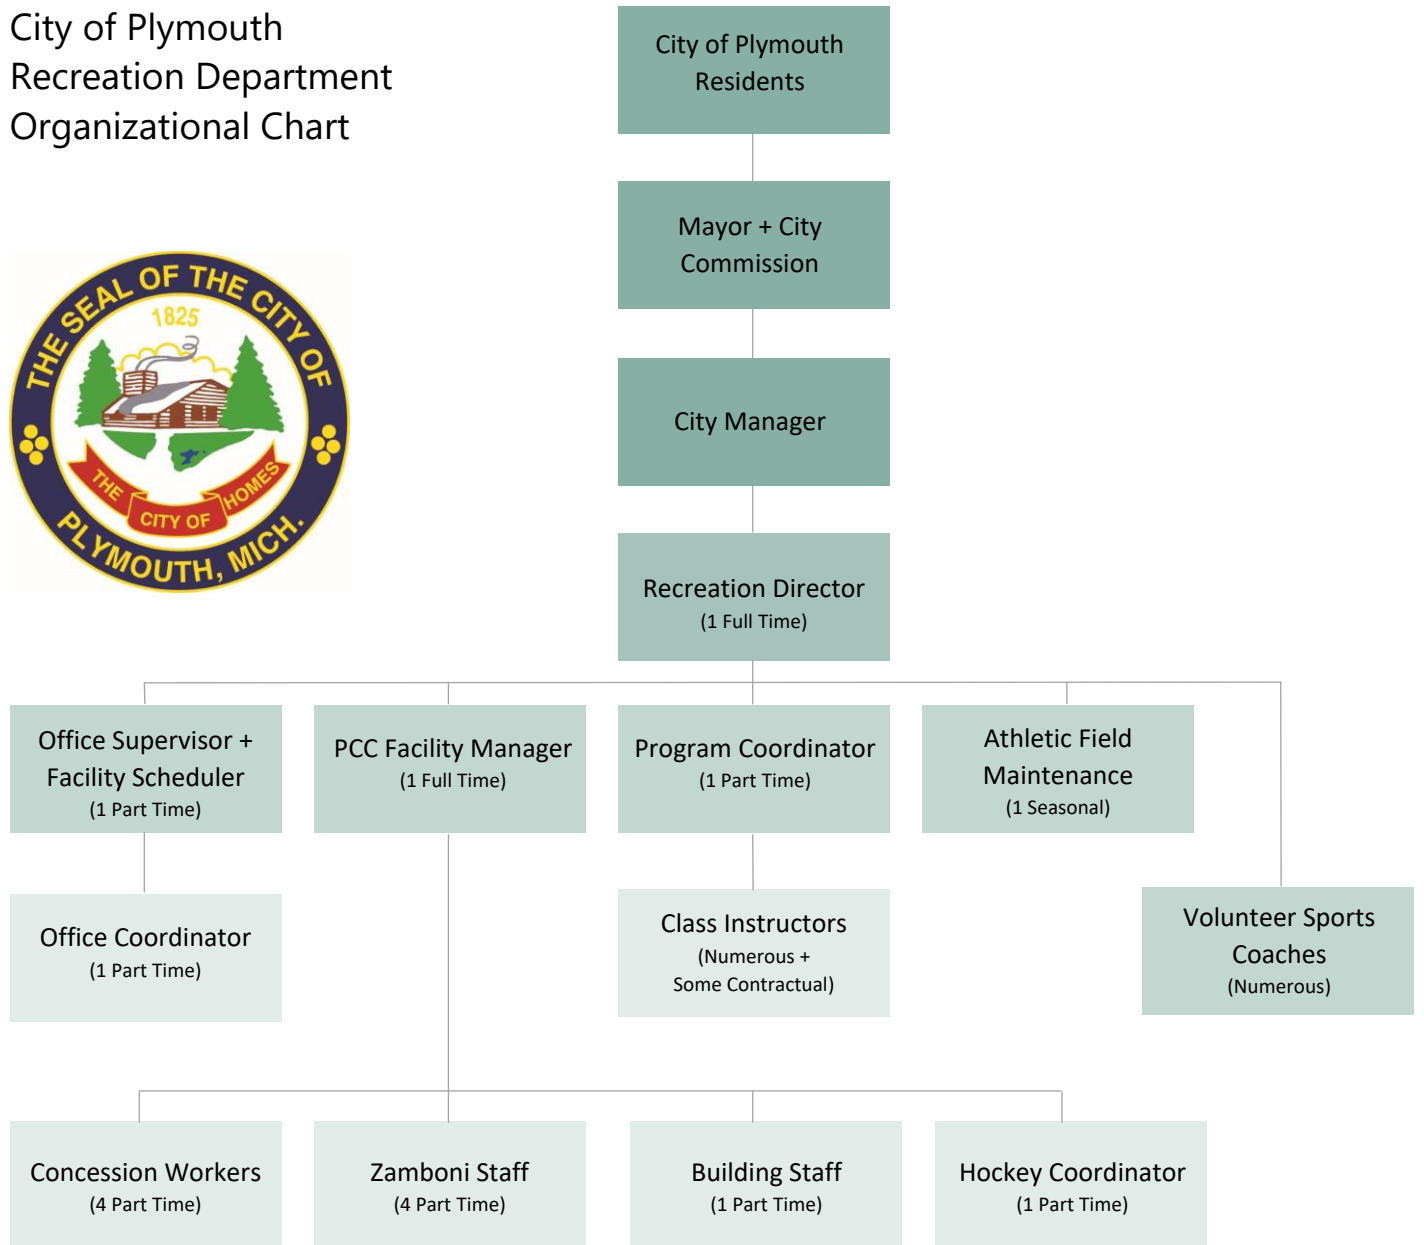 City of Plymouth
Recreation Department
Organizational Chart
THE SEAL OF THE CITY OF
PLYMOUTH, MICH.
1825
THE
CITY OF
HOMES
City of Plymouth
Residents
Mayor + City
Commission
City Manager
Recreation Director
(1 Full Time)
Office Supervisor +
Facility Scheduler
(1 Part Time)
PCC Facility Manager
(1 Full Time)
Program Coordinator
(1 Part Time)
Athletic Field
Maintenance
(1 Seasonal)
Office Coordinator
(1 Part Time)
Class Instructors
(Numerous +
Some Contractual)
Volunteer Sports
Coaches
(Numerous)
Concession Workers
(4 Part Time)
Zamboni Staff
(4 Part Time)
Building Staff
(1 Part Time)
Hockey Coordinator
(1 Part Time)